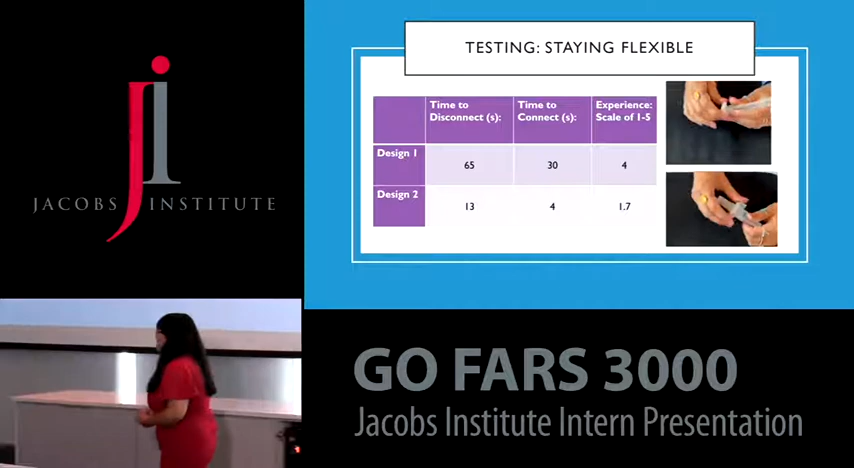 JACOBS INSTITUTE
TESTING: STAYING FLEXIBLE
Time to Disconnect (s):
Time to Connect (s):
Experience: Scale of 1-5
Design 1
65
30
4
Design 2
13
4
1.7
GO FARS 3000
Jacobs Institute Intern Presentation